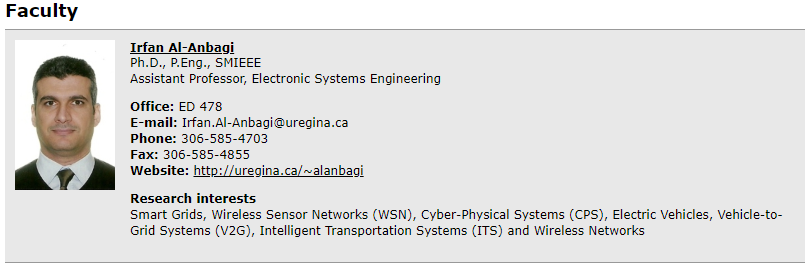 Faculty
Irfan Al-Anbagi
Ph.D., P.Eng., SMIEEE
Assistant Professor, Electronic Systems Engineering
Office: ED 478
E-mail: Irfan.Al-Anbagi@uregina.ca
Phone: 306-585-4703
Fax: 306-585-4855
Website: http://uregina.ca/~alanbagi
Research interests
Smart Grids, Wireless Sensor Networks (WSN), Cyber-Physical Systems (CPS), Electric Vehicles, Vehicle-to-
Grid Systems (V2G), Intelligent Transportation Systems (ITS) and Wireless Networks